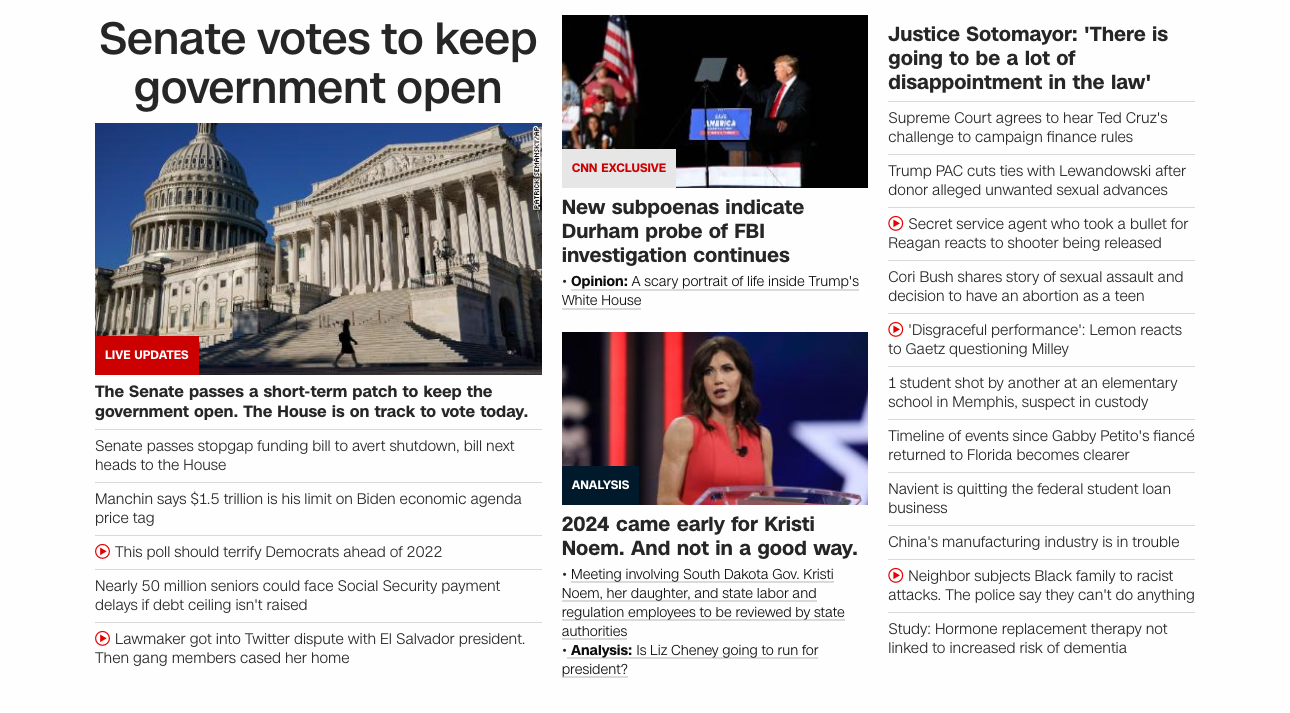 Senate votes to keep
government open
PATRICK SEMANSKY/AP
LIVE UPDATES
The Senate passes a short-term patch to keep the
government open. The House is on track to vote today.
Senate passes stopgap funding bill to avert shutdown, bill next
heads to the House
Manchin says $1.5 trillion is his limit on Biden economic agenda
price tag
This poll should terrify Democrats ahead of 2022
Nearly 50 million seniors could face Social Security payment
delays if debt ceiling isn't raised
Lawmaker got into Twitter dispute with El Salvador president.
Then gang members cased her home
SAVE
AMERICA
CNN EXCLUSIVE
New subpoenas indicate
Durham probe of FBI
investigation continues
• Opinion: A scary portrait of life inside Trump's
White House
ANALYSIS
2024 came early for Kristi
Noem. And not in a good way.
• Meeting involving South Dakota Gov. Kristi
Noem, her daughter, and state labor and
regulation employees to be reviewed by state
authorities
• Analysis: Is Liz Cheney going to run for
president?
Justice Sotomayor: 'There is
going to be a lot of
disappointment in the law'
Supreme Court agrees to hear Ted Cruz's
challenge to campaign finance rules
Trump PAC cuts ties with Lewandowski after
donor alleged unwanted sexual advances
Secret service agent who took a bullet for
Reagan reacts to shooter being released
Cori Bush shares story of sexual assault and
decision to have an abortion as a teen
'Disgraceful performance': Lemon reacts
to Gaetz questioning Milley
1 student shot by another at an elementary
school in Memphis, suspect in custody
Timeline of events since Gabby Petito's fiancé
returned to Florida becomes clearer
Navient is quitting the federal student loan
business
China's manufacturing industry is in trouble
Neighbor subjects Black family to racist
attacks. The police say they can't do anything
Study: Hormone replacement therapy not
linked to increased risk of dementia